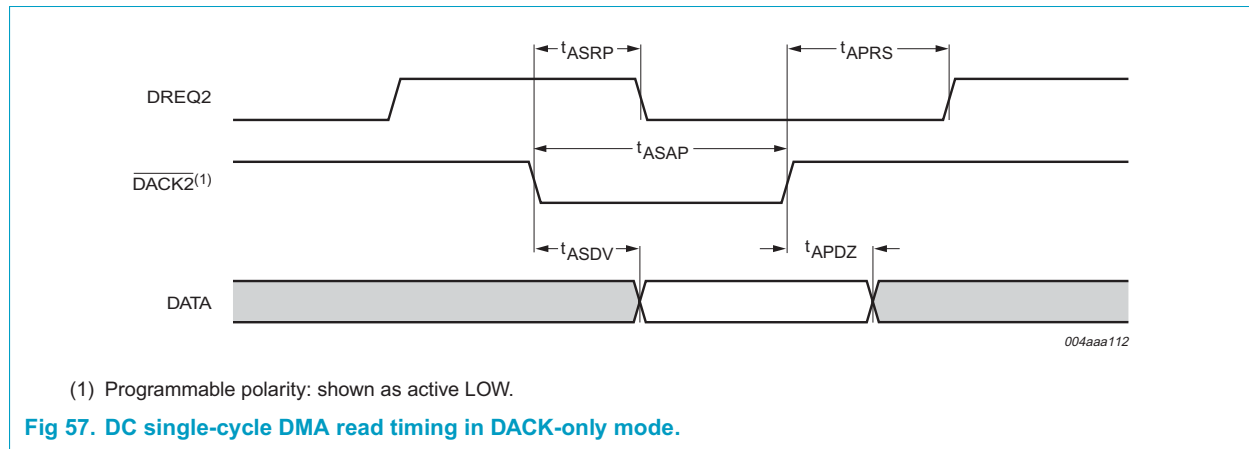 tASRP tAPRS
DREQ2
tASAP
DACK2(1)
tASDV tAPDZ
DATA
004aaa112
(1) Programmable polarity: shown as active LOW.
Fig 57. DC single-cycle DMA read timing in DACK-only mode.